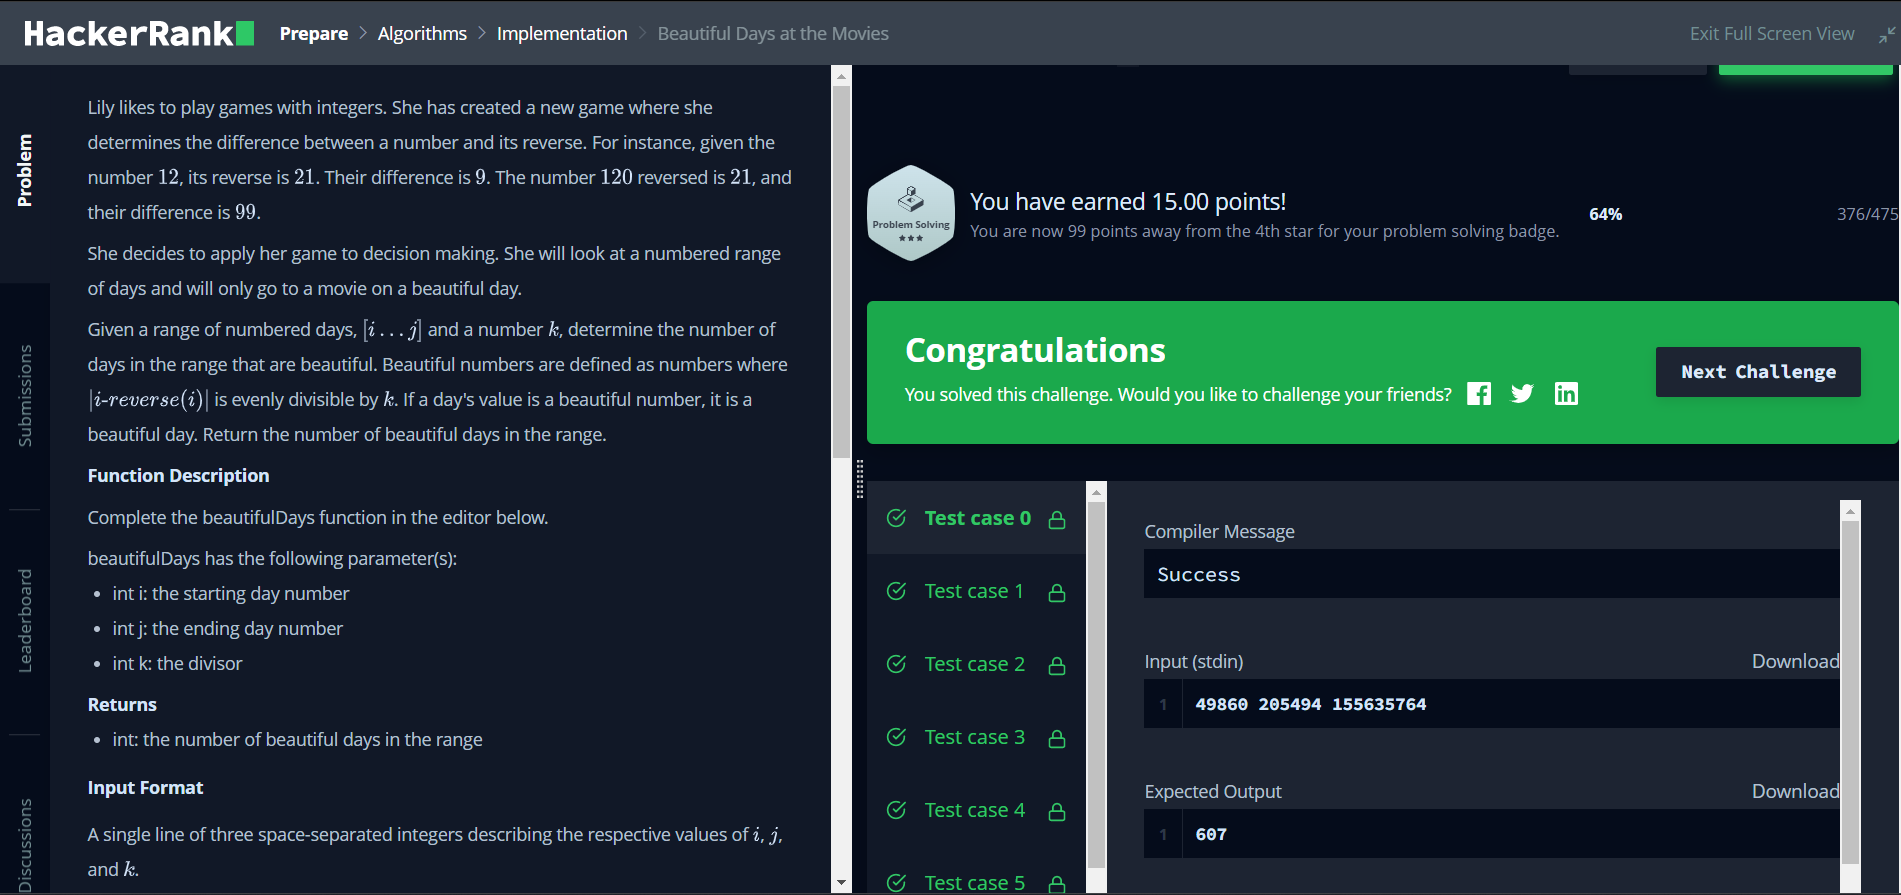 HackerRank
Prepare > Algorithms > Implementation > Beautiful Days at the Movies
Exit Full Screen View
Problem
Submissions
Leaderboard
Discussions
Lily likes to play games with integers. She has created a new game where she
determines the difference between a number and its reverse. For instance, given the
number 12, its reverse is 21. Their difference is 9. The number 120 reversed is 21, and
their difference is 99.
She decides to apply her game to decision making. She will look at a numbered range
of days and will only go to a movie on a beautiful day.
Given a range of numbered days, [i . . . j] and a number k, determine the number of
days in the range that are beautiful. Beautiful numbers are defined as numbers where
|i-reverse(i)| is evenly divisible by k. If a day's value is a beautiful number, it is a
beautiful day. Return the number of beautiful days in the range.
Function Description
Complete the beautifulDays function in the editor below.
beautifulDays has the following parameter(s):
• int i: the starting day number
• int j: the ending day number
• int k: the divisor
Returns
• int: the number of beautiful days in the range
Input Format
A single line of three space-separated integers describing the respective values of i, j,
and k.
Problem Solving
You have earned 15.00 points!
You are now 99 points away from the 4th star for your problem solving badge.
64%
376/475
Congratulations
You solved this challenge. Would you like to challenge your friends?
Next Challenge
Test case 0
Test case 1
Test case 2
Test case 3
Test case 4
Test case 5
Compiler Message
Success
Input (stdin)
Download
1 49860 205494 155635764
Expected Output
Download
1 607